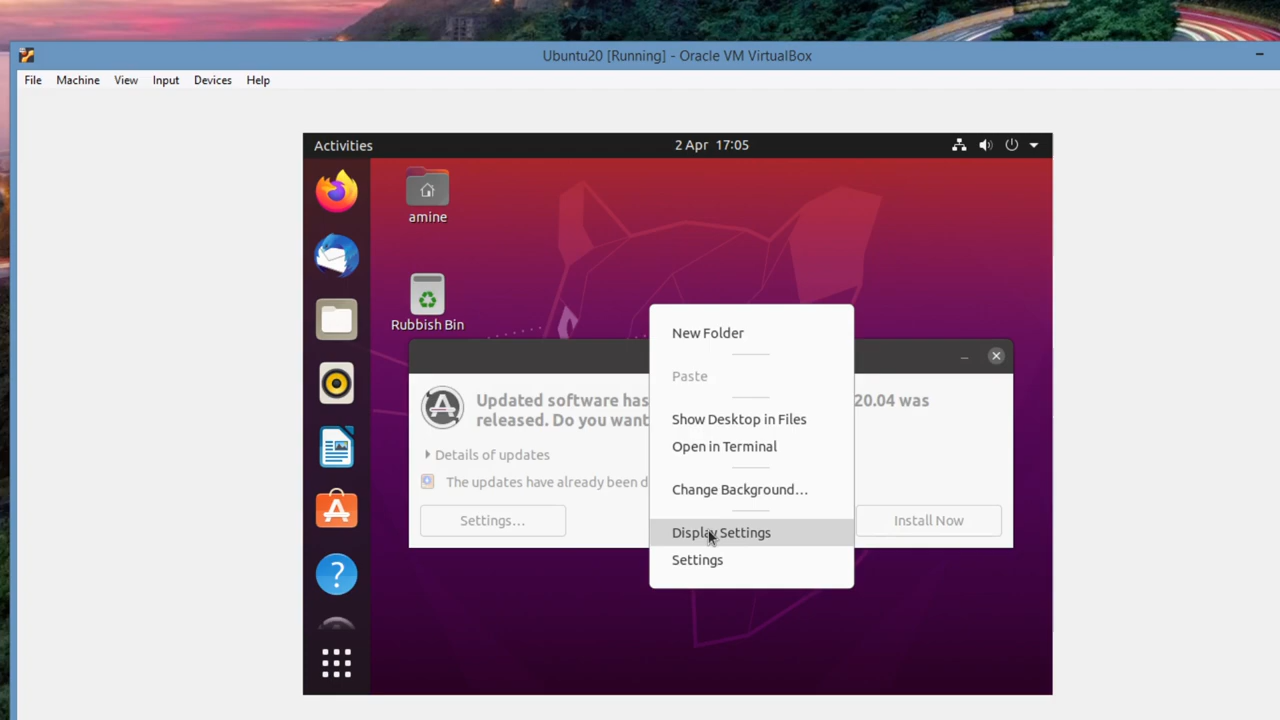 Ubuntu20 [Running] - Oracle VM VirtualBox
File Machine View Input Devices Help
Activities
2 Apr 17:05
amine
Rubbish Bin
New Folder
Paste
Show Desktop in Files
Open in Terminal
Change Background...
Display Settings
Settings
Updated software has 20.04 was
released. Do you want
Details of updates
The updates have already been d
Settings...
Install Now